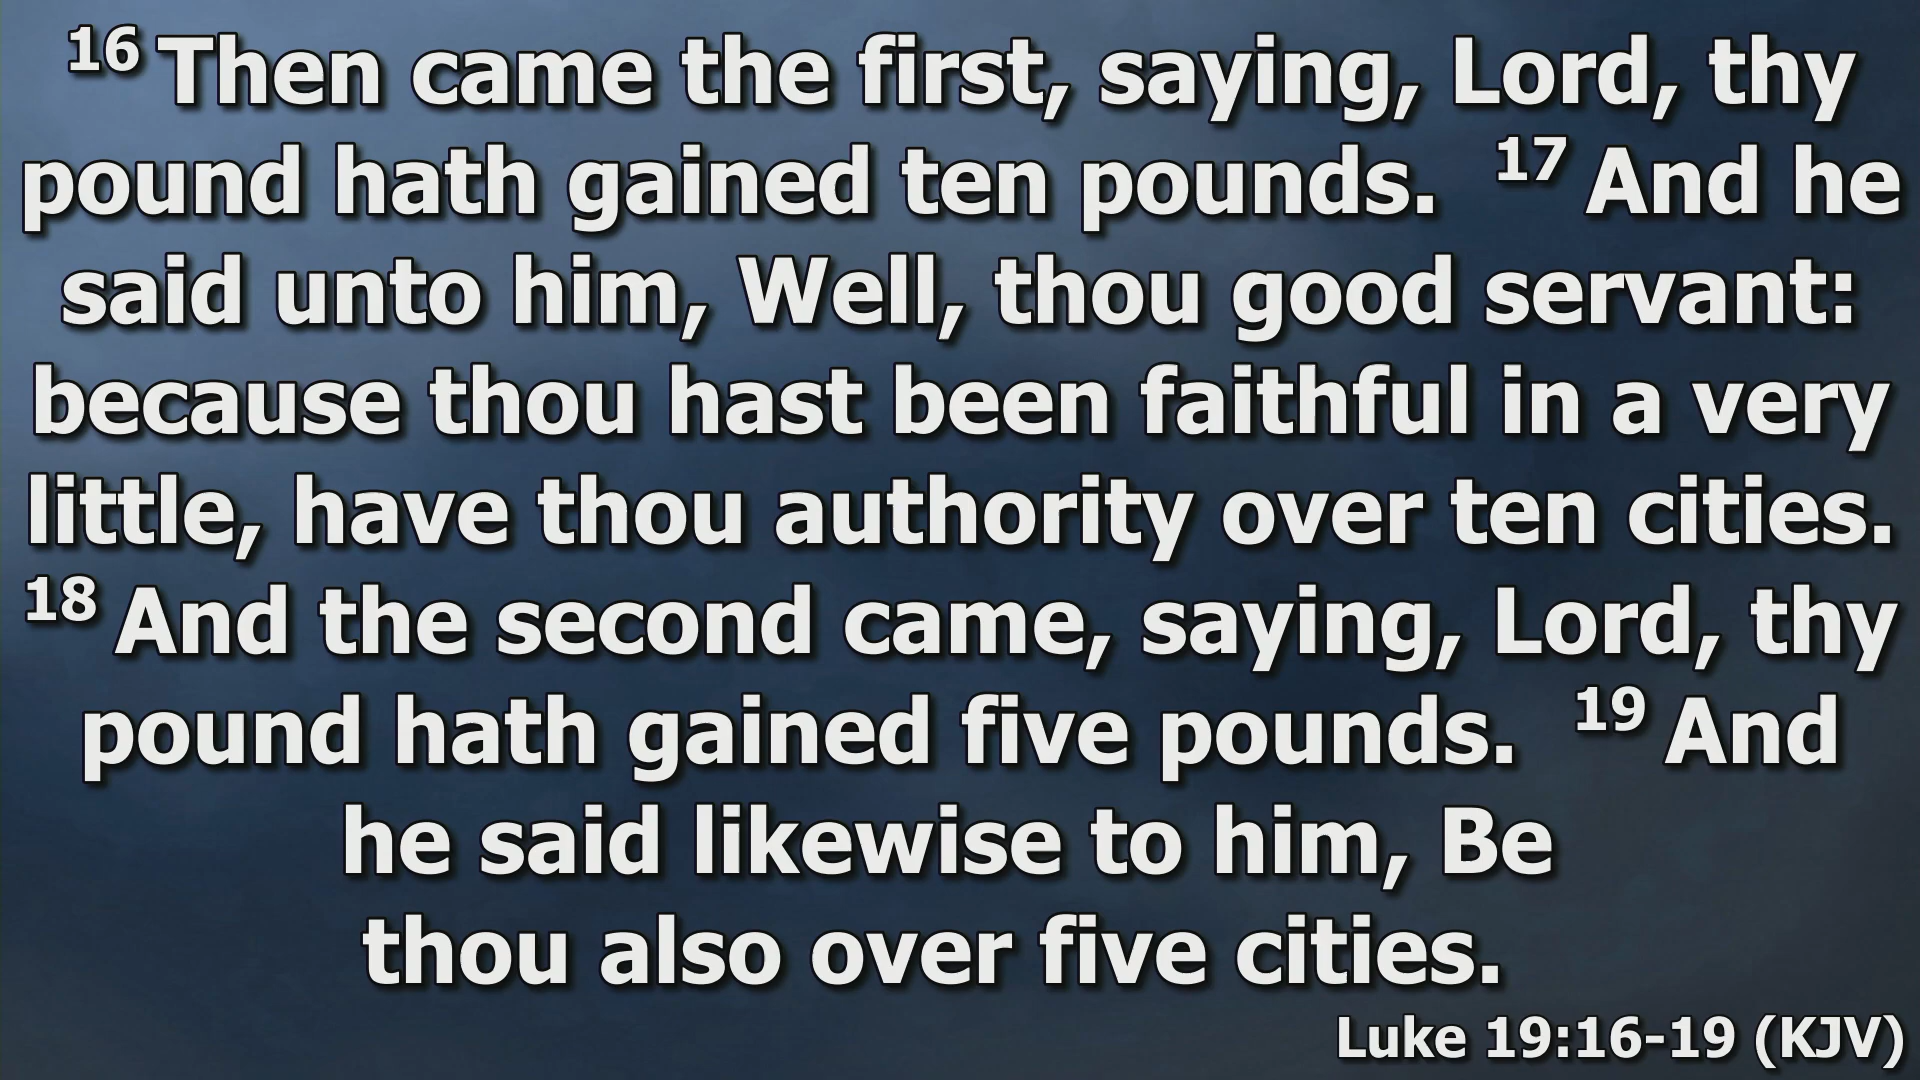 16 Then came the first, saying, Lord, thy
pound hath gained ten pounds. 17 And he
said unto him, Well, thou good servant:
because thou hast been faithful in a very
little, have thou authority over ten cities.
18 And the second came, saying, Lord, thy
pound hath gained five pounds. 19 And
he said likewise to him, Be
thou also over five cities.
Luke 19:16-19 (KJV)